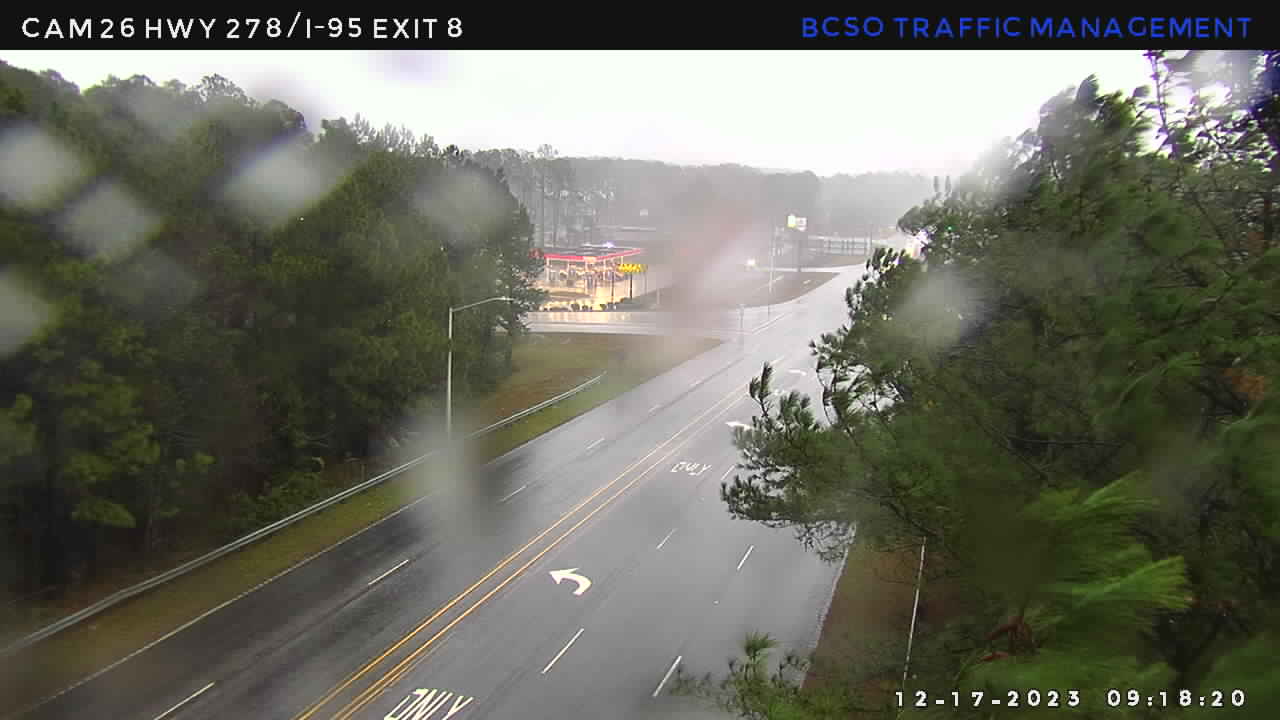 CAM 26 HWY 278/I-95 EXIT 8
BCSO TRAFFIC MANAGEMENT
ONLY
ONLY
12-17-2023 09:18:20